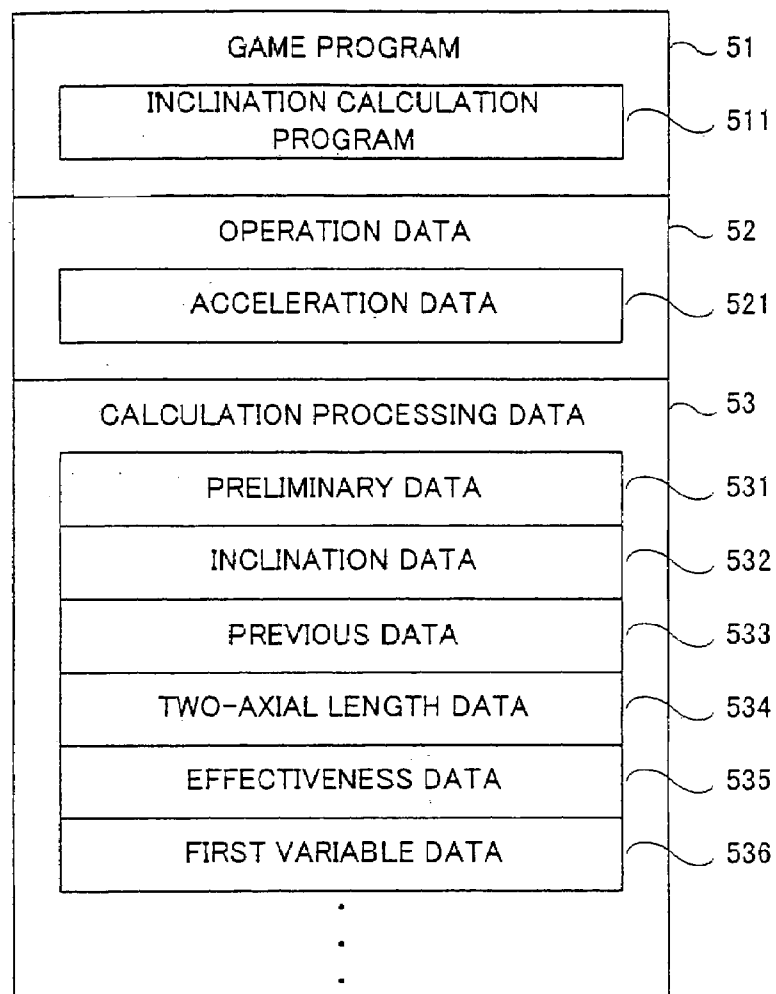 GAME PROGRAM 51
INCLINATION CALCULATION
PROGRAM 511
OPERATION DATA 52
ACCELERATION DATA 521
CALCULATION PROCESSING DATA 53
PRELIMINARY DATA 531
INCLINATION DATA 532
PREVIOUS DATA 533
TWO-AXIAL LENGTH DATA 534
EFFECTIVENESS DATA 535
FIRST VARIABLE DATA 536